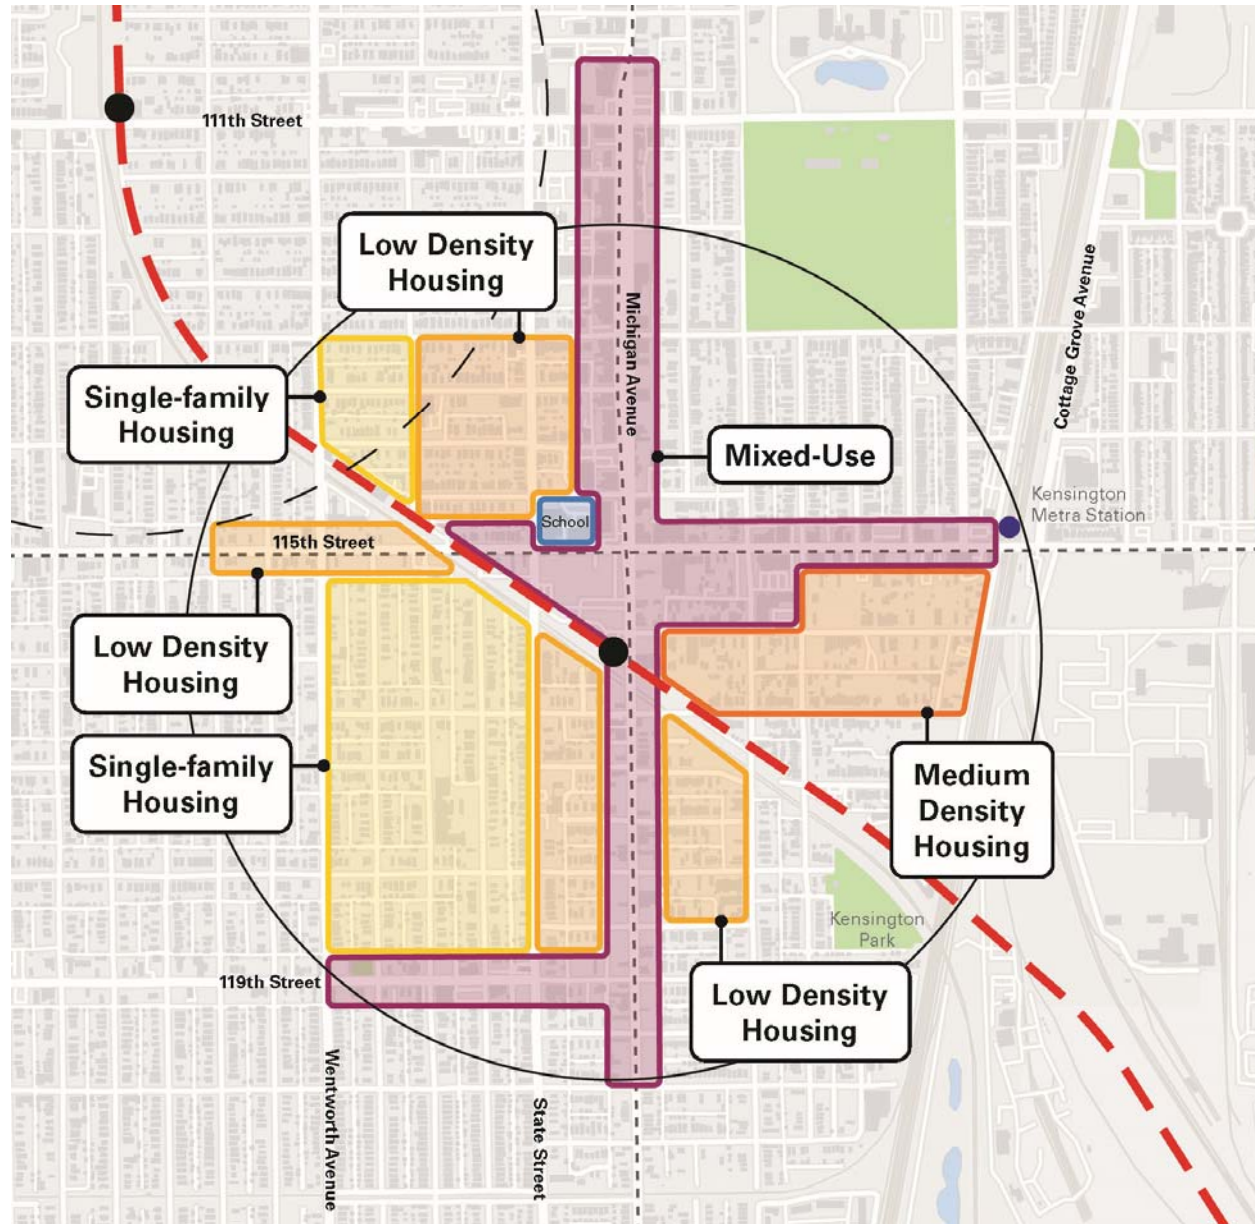 111th Street
Low Density
Housing
Michigan Avenue
Cottage Grove Avenue
Single-family
Housing
Mixed-Use
Kensington
Metra Station
School
115th Street
Low Density
Housing
Single-family
Housing
Medium
Density
Housing
Kensington
Park
119th Street
Low Density
Housing
Wentworth Avenue
State Street